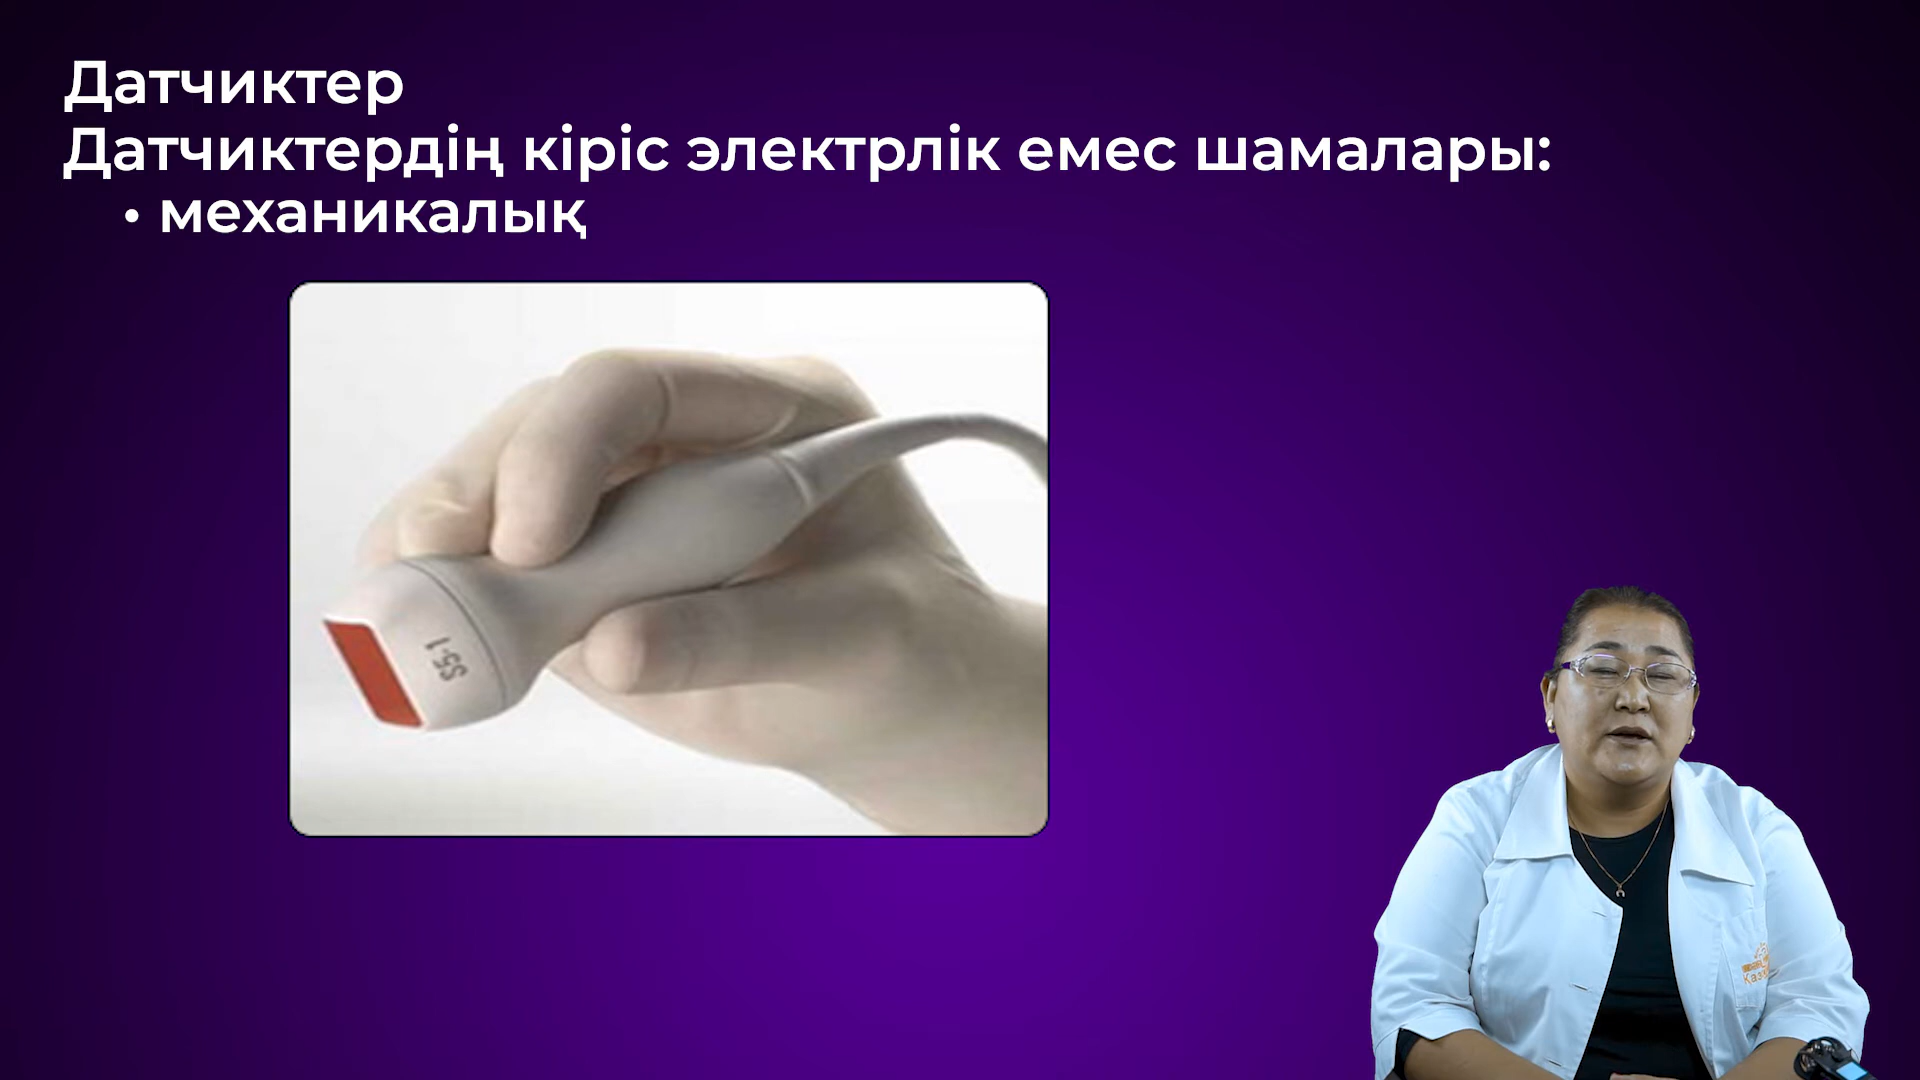 Датчиктер
Датчиктердің кіріс электрлік емес шамалары:
• механикалық
S5-1